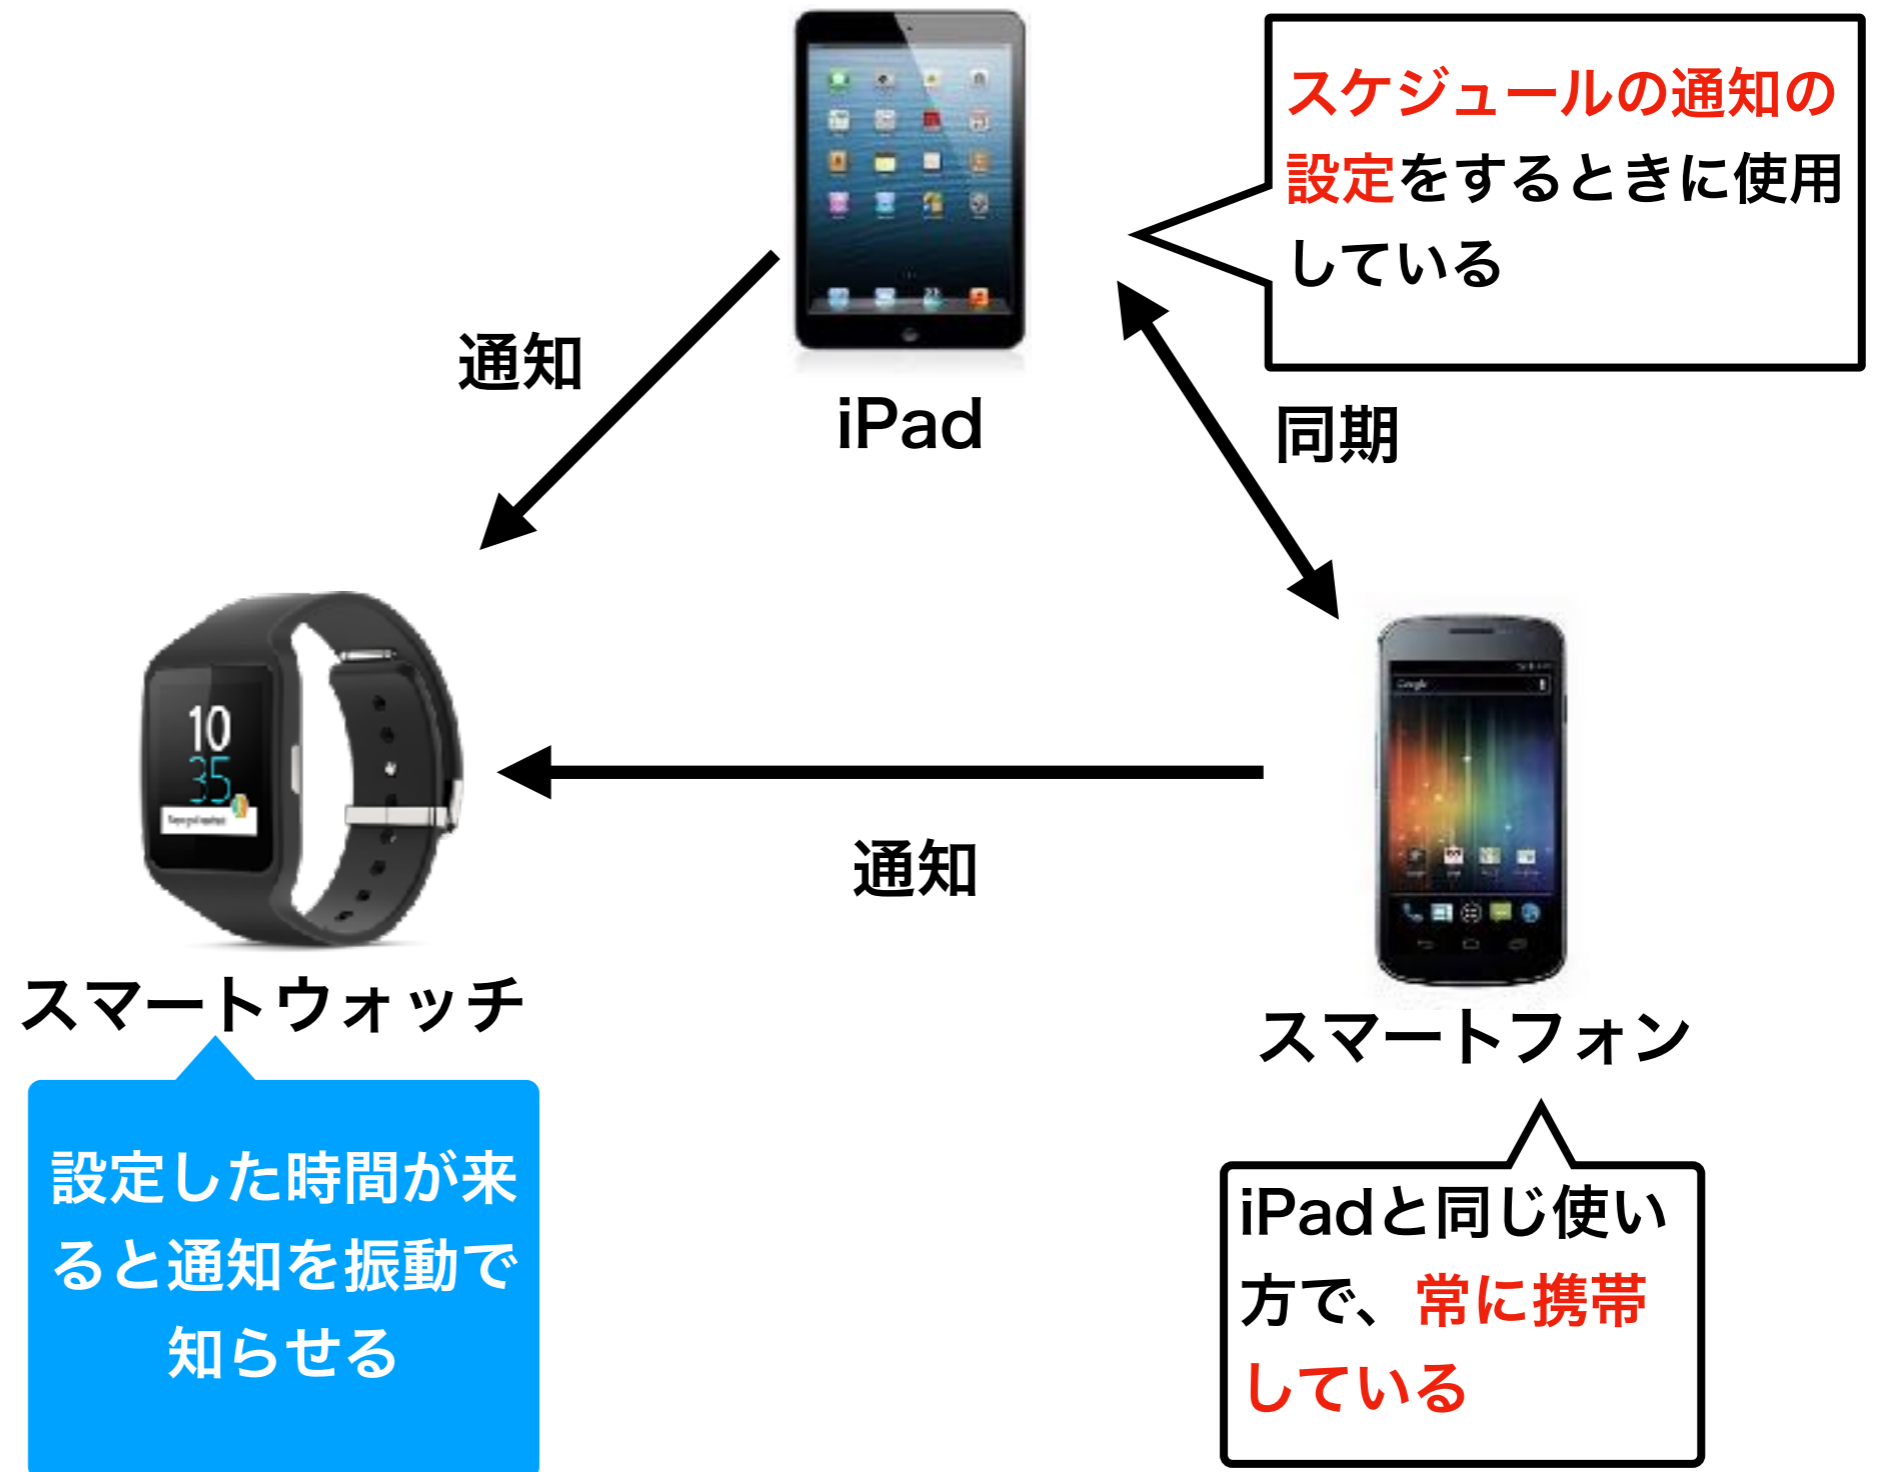 スケジュールの通知の
設定をするときに使用
している
通知
iPad
同期
10
35
Google
通知
スマートウォッチ
スマートフォン
設定した時間が来
ると通知を振動で
知らせる
iPadと同じ使い
方で、常に携帯
している